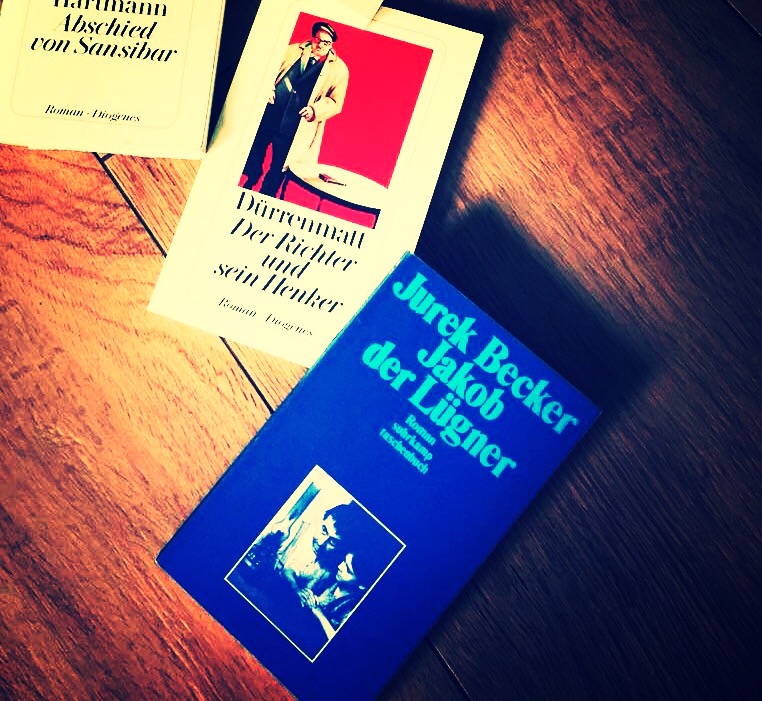 Hartmann
Abschied
von Sansibar
Roman · Diogenes
Dürrenmatt
Der Richter
und
sein Henker
Roman · Diogenes
Jurek Becker
Jakob
der Lügner
Roman
suhrkamp
taschenbuch